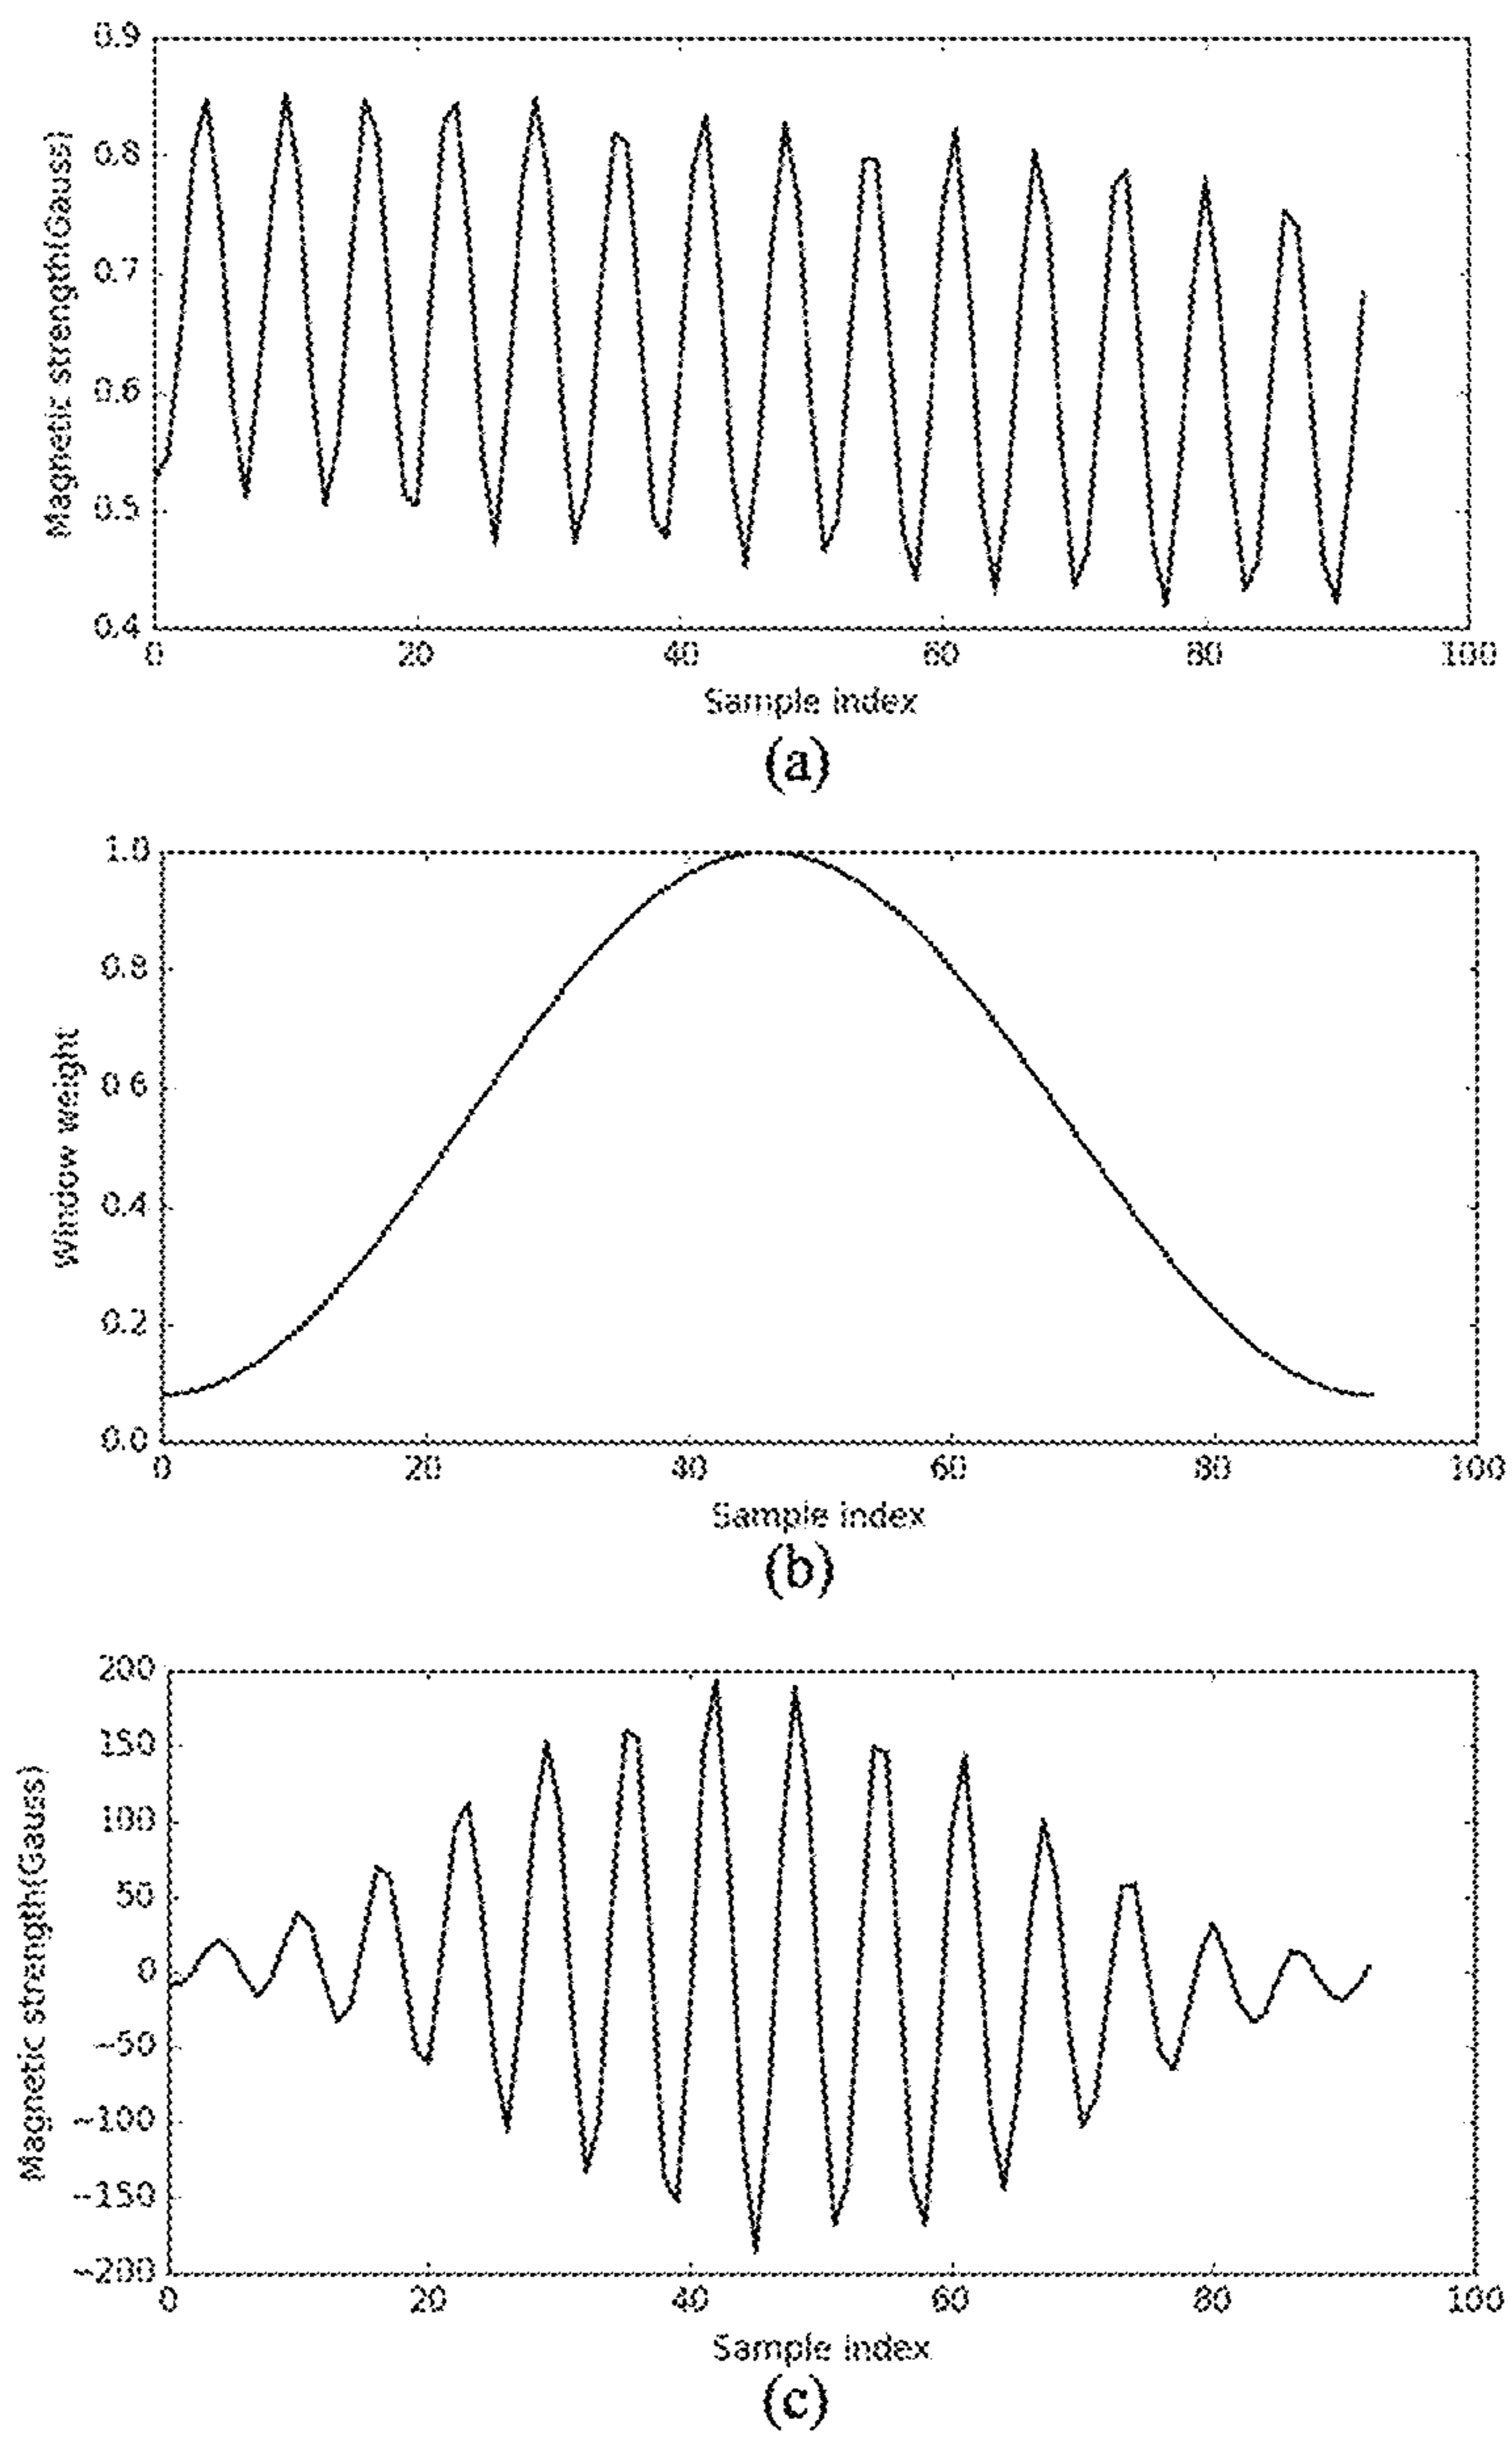 0.9
0.8
0.7
0.6
0.5
0.4
Magnetic strength(Gauss)
0 20 40 60 80 100
Sample index
(a)
1.0
0.8
0.6
0.4
0.2
0.0
Window weight
0 20 40 60 80 100
Sample index
(b)
200
150
100
50
0
-50
-100
-150
-200
Magnetic strength(Gauss)
0 20 40 60 80 100
Sample index
(c)